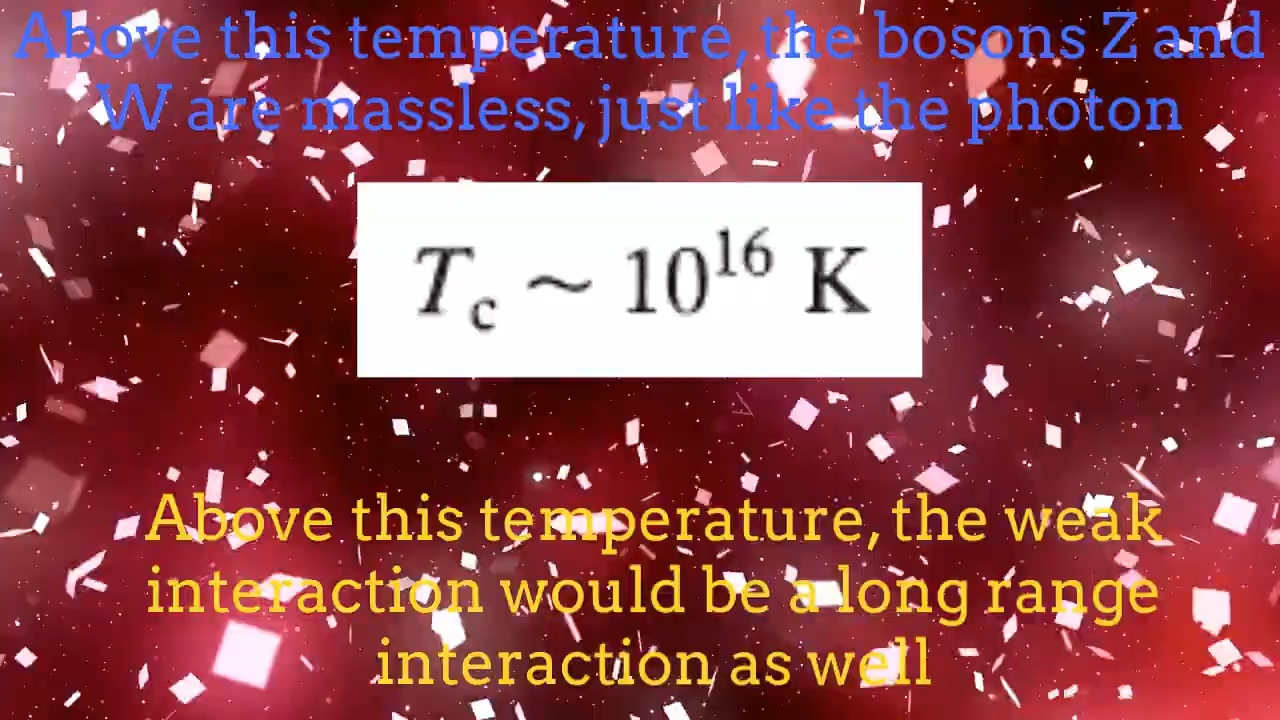 Above this temperature, the bosons Z and
W are massless, just like the photon
T_c ~ 10^16 K
Above this temperature, the weak
interaction would be a long range
interaction as well